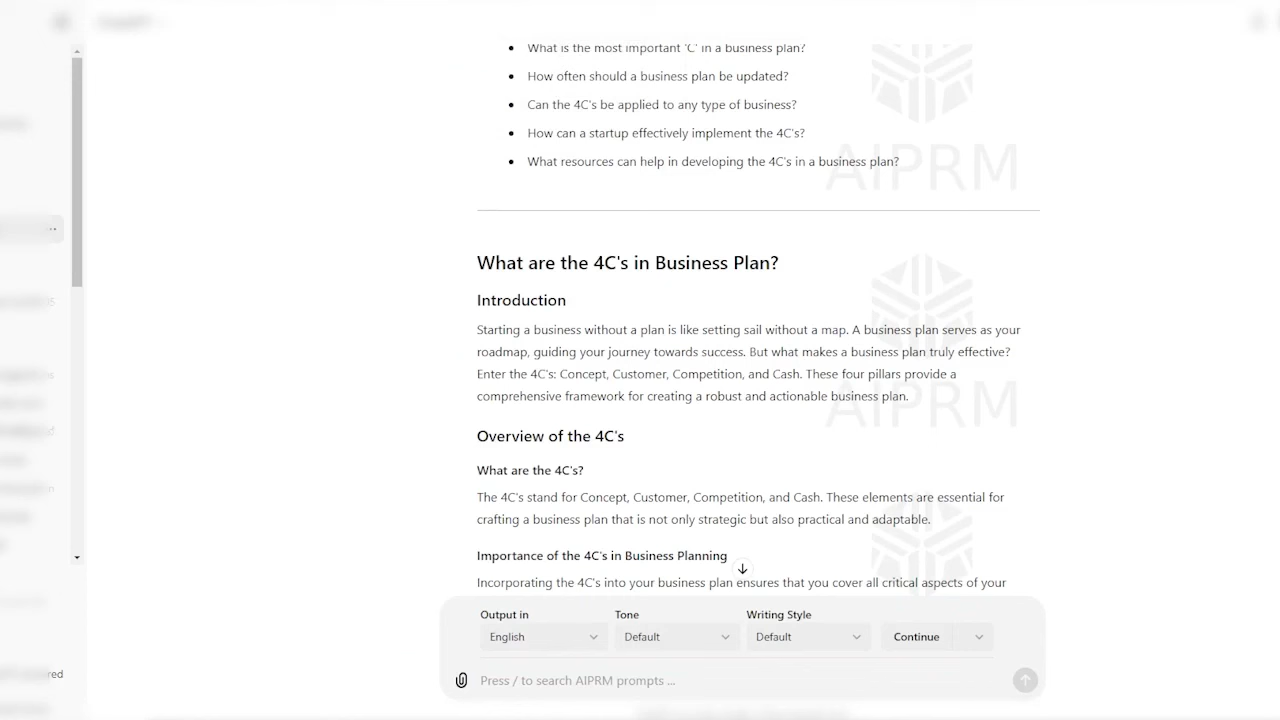 What is the most important 'C' in a business plan?
How often should a business plan be updated?
Can the 4C's be applied to any type of business?
How can a startup effectively implement the 4C's?
What resources can help in developing the 4C's in a business plan?
AIPRM
What are the 4C's in Business Plan?
Introduction
Starting a business without a plan is like setting sail without a map. A business plan serves as your
roadmap, guiding your journey towards success. But what makes a business plan truly effective?
Enter the 4C's: Concept, Customer, Competition, and Cash. These four pillars provide a
comprehensive framework for creating a robust and actionable business plan.
AIPRM
Overview of the 4C's
What are the 4C's?
The 4C's stand for Concept, Customer, Competition, and Cash. These elements are essential for
crafting a business plan that is not only strategic but also practical and adaptable.
Importance of the 4C's in Business Planning
Incorporating the 4C's into your business plan ensures that you cover all critical aspects of your
Output in Tone Writing Style
English Default Default Continue
Press / to search AIPRM prompts ...